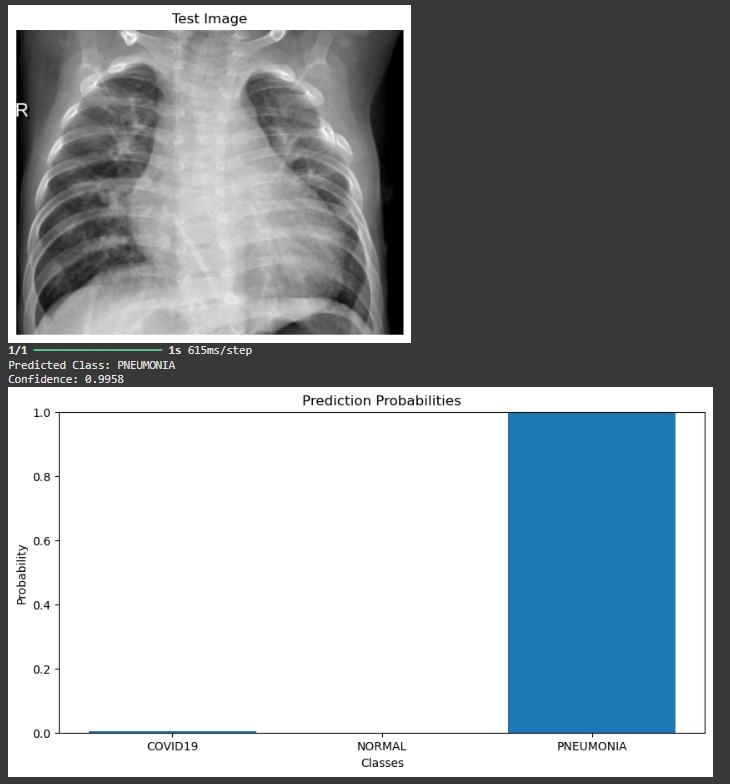 Test Image
R
1/1 1s 615ms/step
Predicted Class: PNEUMONIA
Confidence: 0.9958
Prediction Probabilities
1.0
0.8
0.6
0.4
0.2
0.0
Probability
COVID19 NORMAL PNEUMONIA
Classes